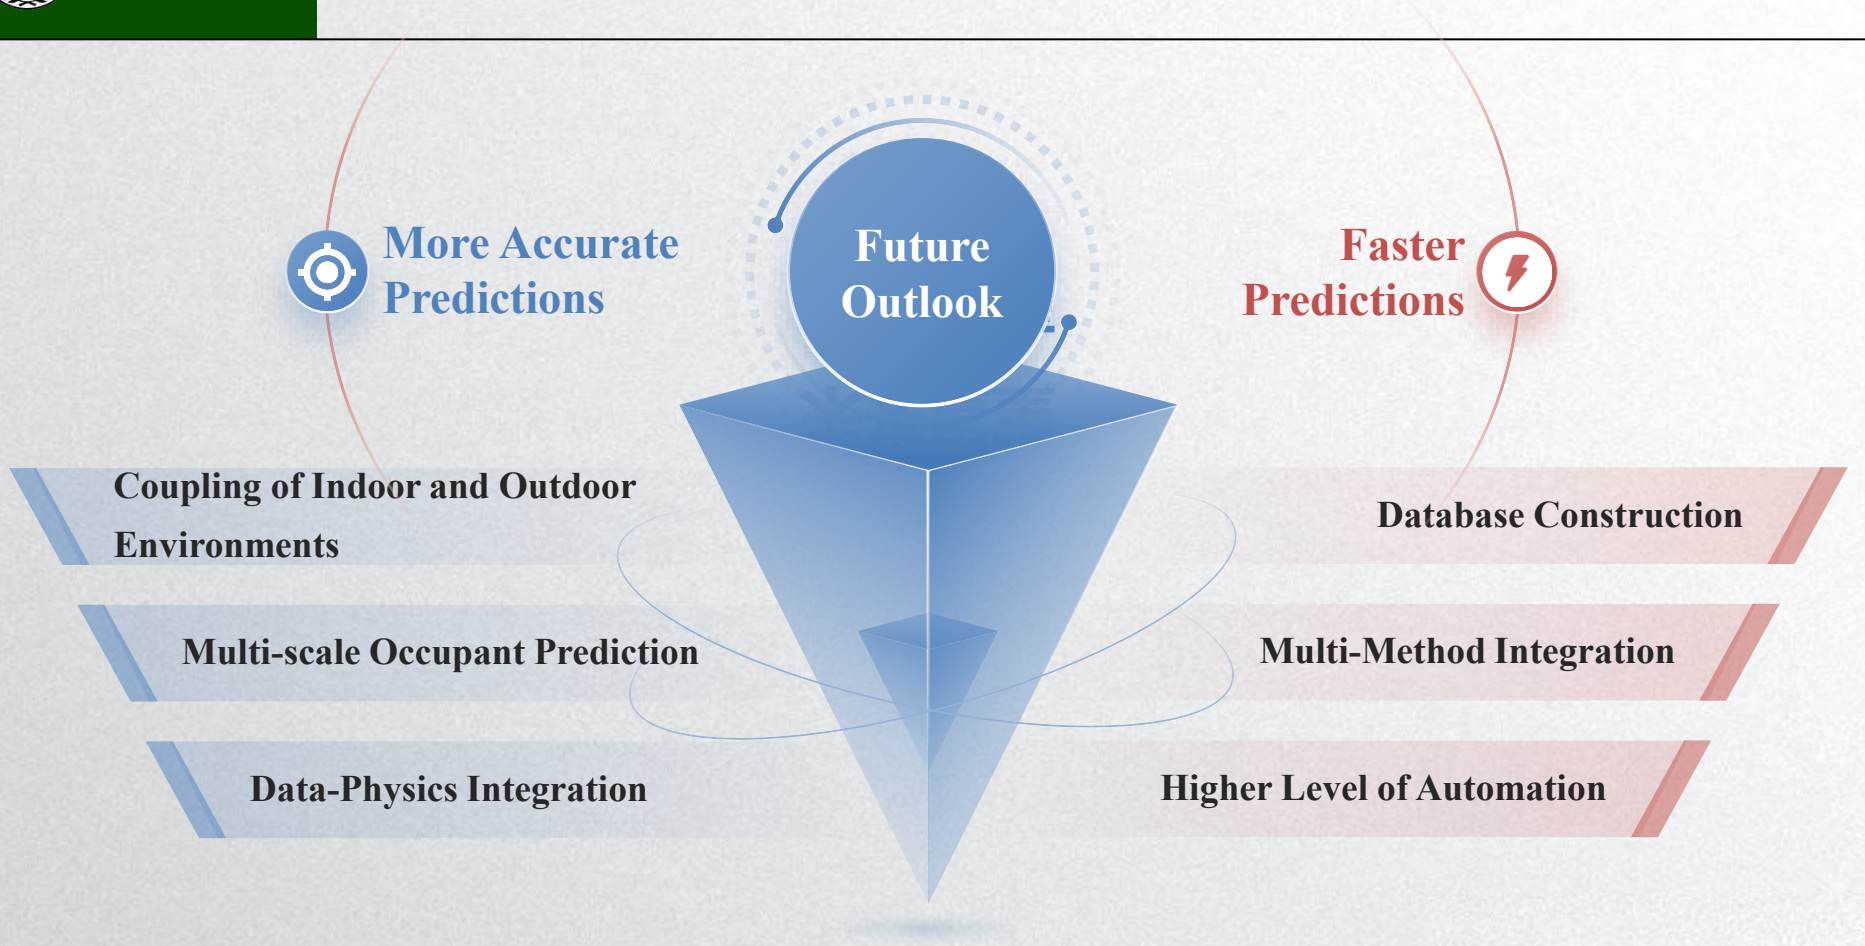 More Accurate
Predictions
Future
Outlook
Faster
Predictions
Coupling of Indoor and Outdoor
Environments
Multi-scale Occupant Prediction
Data-Physics Integration
Database Construction
Multi-Method Integration
Higher Level of Automation